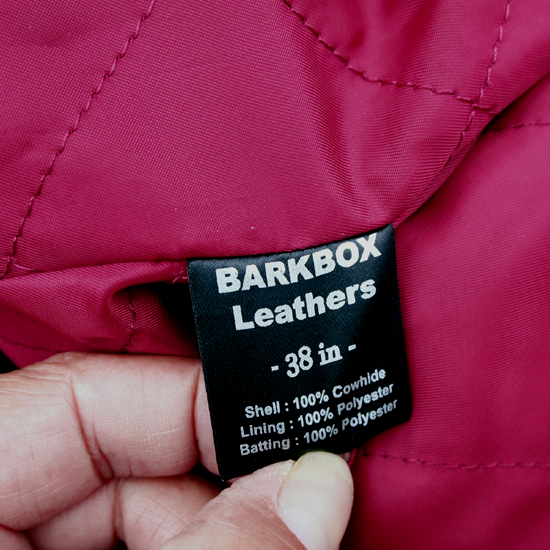 BARKBOX
Leathers
- 38 in -
Shell : 100% Cowhide
Lining : 100% Polyester
Batting : 100% Polyester